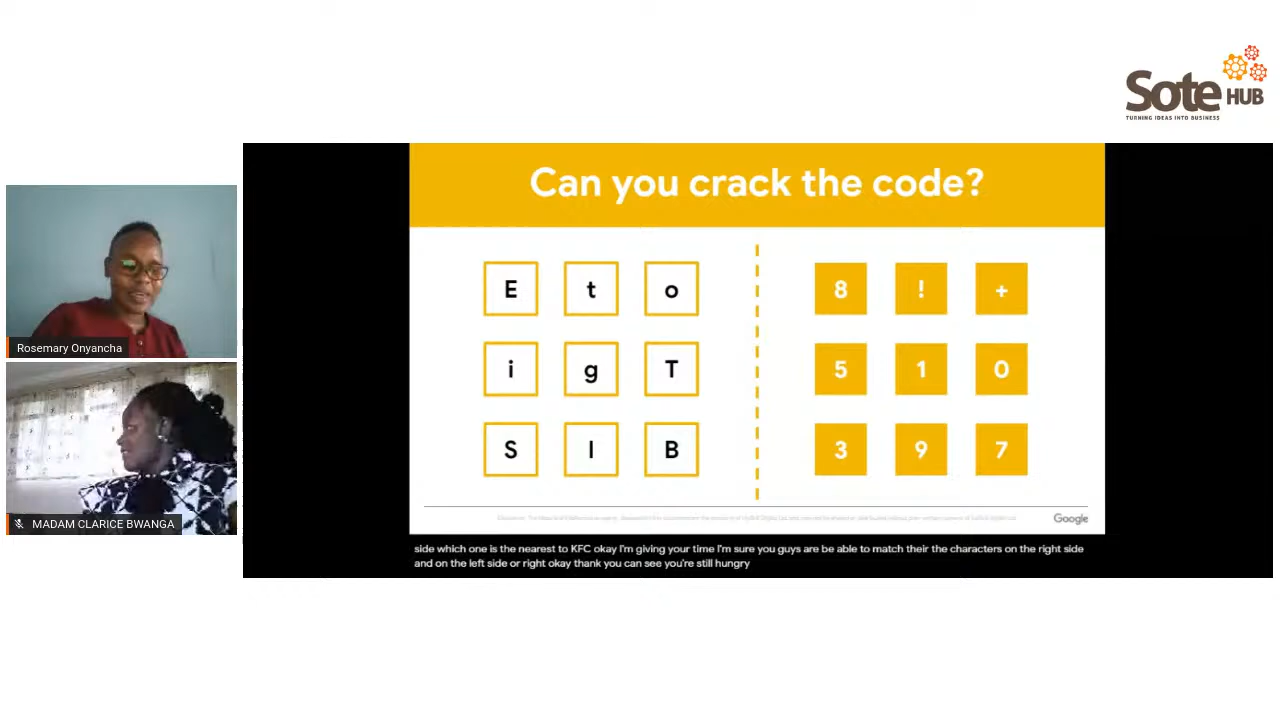 Sote HUB
TURNING IDEAS INTO BUSINESS
Can you crack the code?
E t o
i g T
S l B
8 ! +
5 1 0
3 9 7
Google
Rosemary Onyancha
MADAM CLARICE BWANGA
side which one is the nearest to KFC okay I'm giving your time I'm sure you guys are be able to match their the characters on the right side
and on the left side or right okay thank you can see you're still hungry